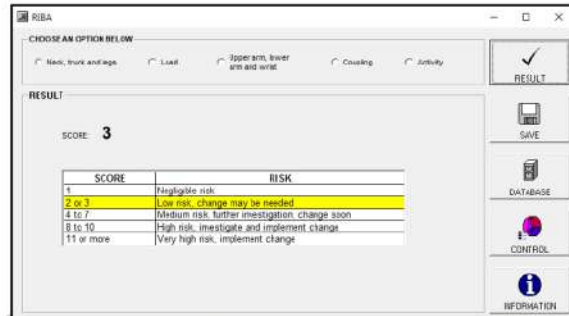 RIBA
CHOOSE AN OPTION BELOW
Neck, trunk and legs
Load
Upper arm, lower
arm and wrist
Coupling
Activity
RESULT
SCORE: 3
SCORE RISK
1 Negligible risk
2 or 3 Low risk, change may be needed
4 to 7 Medium risk, further investigation, change soon
8 to 10 High risk, investigate and implement change
11 or more Very high risk, implement change
RESULT
SAVE
DATABASE
CONTROL
INFORMATION